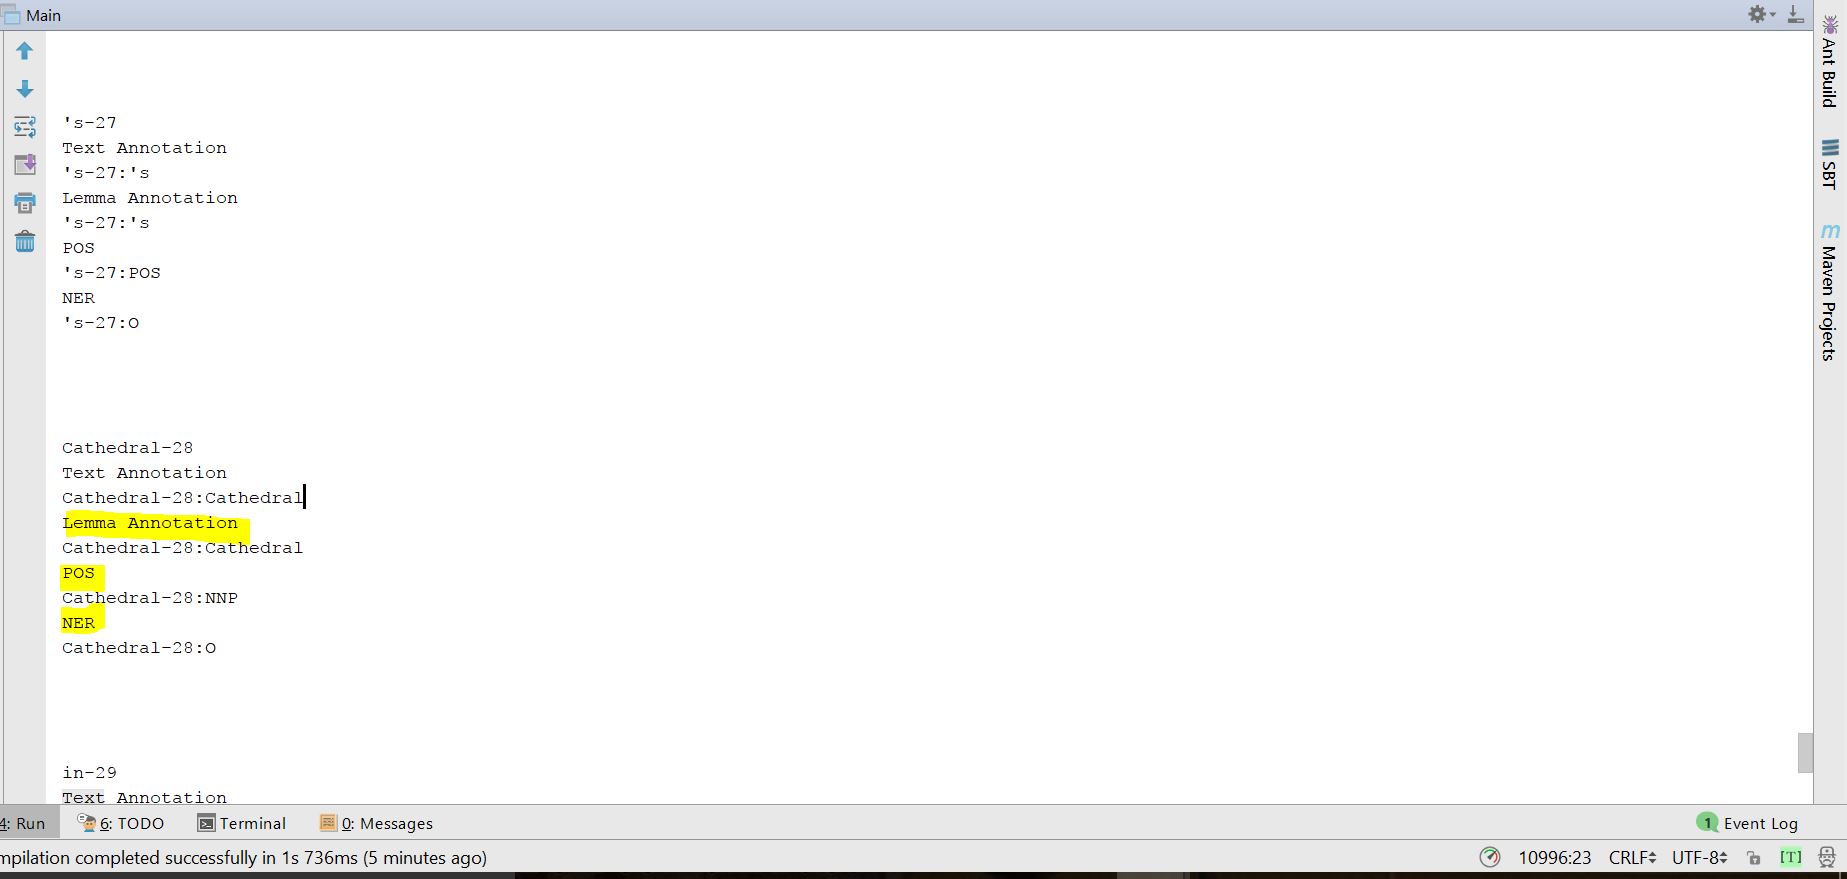 Main
's-27
Text Annotation
's-27:'s
Lemma Annotation
's-27:'s
POS
's-27:POS
NER
's-27:O
Cathedral-28
Text Annotation
Cathedral-28:Cathedral
Lemma Annotation
Cathedral-28:Cathedral
POS
Cathedral-28:NNP
NER
Cathedral-28:O
in-29
Text Annotation
Ant Build
SBT
m Maven Projects
4: Run 6: TODO Terminal 0: Messages 1 Event Log
mpilation completed successfully in 1s 736ms (5 minutes ago) 10996:23 CRLF UTF-8 [T]